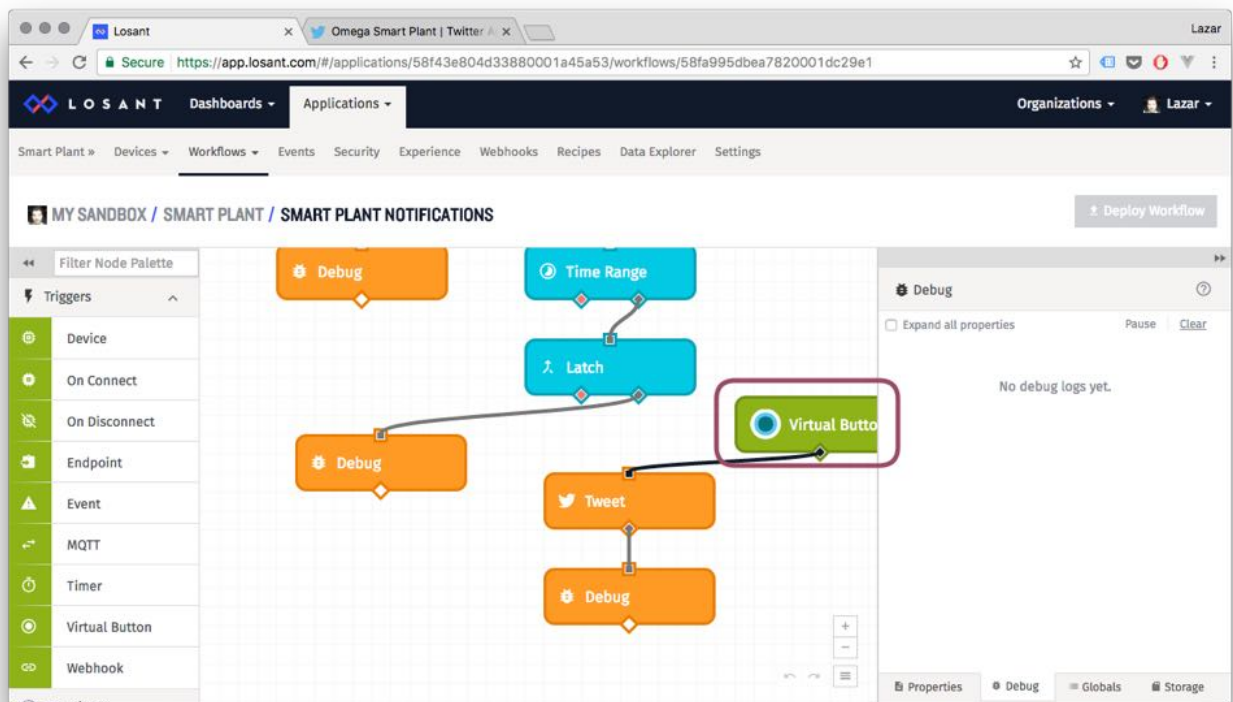 Losant
Omega Smart Plant | Twitter A
Lazar
Secure https://app.losant.com/#/applications/58f43e804d33880001a45a53/workflows/58fa995dbea7820001dc29e1
LOSANT Dashboards Applications Organizations Lazar
Smart Plant » Devices Workflows Events Security Experience Webhooks Recipes Data Explorer Settings
MY SANDBOX / SMART PLANT / SMART PLANT NOTIFICATIONS
Deploy Workflow
Filter Node Palette
Triggers
Device
On Connect
On Disconnect
Endpoint
Event
MQTT
Timer
Virtual Button
Webhook
Debug
Time Range
Latch
Virtual Butto
Debug
Tweet
Debug
Debug
Expand all properties Pause Clear
No debug logs yet.
Properties Debug Globals Storage